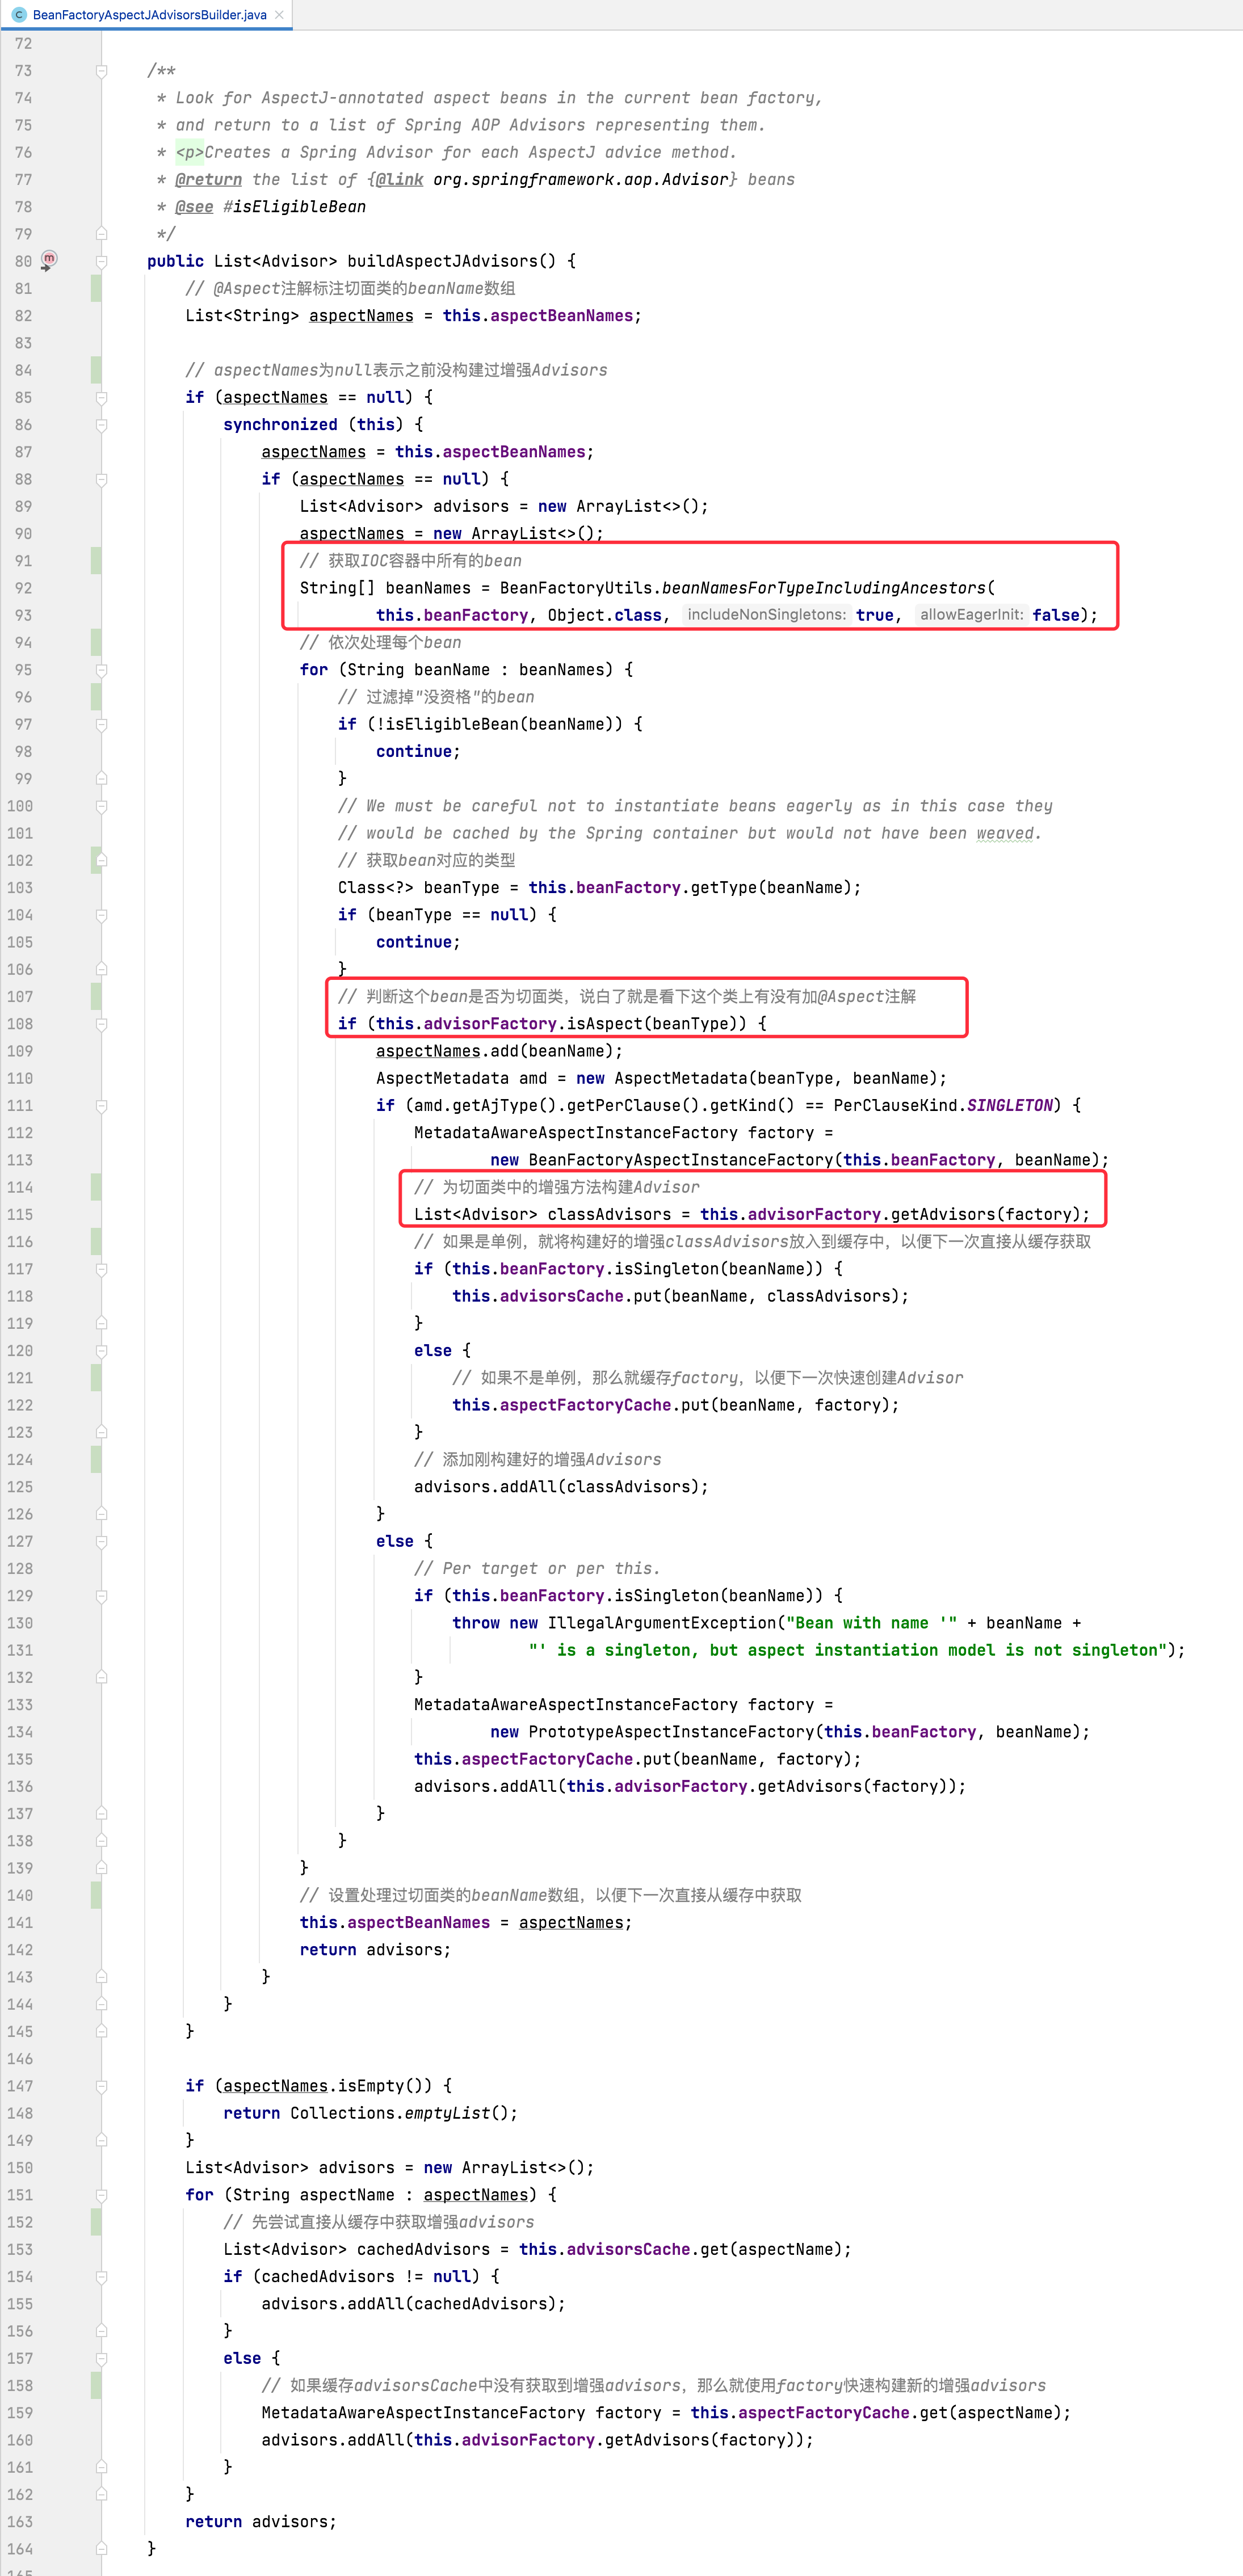 BeanFactoryAspectJAdvisorsBuilder.java
72
73 /**
74 * Look for AspectJ-annotated aspect beans in the current bean factory,
75 * and return to a list of Spring AOP Advisors representing them.
76 * <p>Creates a Spring Advisor for each AspectJ advice method.
77 * @return the list of {@link org.springframework.aop.Advisor} beans
78 * @see #isEligibleBean
79 */
80 public List<Advisor> buildAspectJAdvisors() {
81 // @Aspect注解标注切面类的beanName数组
82 List<String> aspectNames = this.aspectBeanNames;
83
84 // aspectNames为null表示之前没构建过增强Advisors
85 if (aspectNames == null) {
86 synchronized (this) {
87 aspectNames = this.aspectBeanNames;
88 if (aspectNames == null) {
89 List<Advisor> advisors = new ArrayList<>();
90 aspectNames = new ArrayList<>();
91 // 获取IOC容器中所有的bean
92 String[] beanNames = BeanFactoryUtils.beanNamesForTypeIncludingAncestors(
93 this.beanFactory, Object.class, includeNonSingletons: true, allowEagerInit: false);
94 // 依次处理每个bean
95 for (String beanName : beanNames) {
96 // 过滤掉"没资格"的bean
97 if (!isEligibleBean(beanName)) {
98 continue;
99 }
100 // We must be careful not to instantiate beans eagerly as in this case they
101 // would be cached by the Spring container but would not have been weaved.
102 // 获取bean对应的类型
103 Class<?> beanType = this.beanFactory.getType(beanName);
104 if (beanType == null) {
105 continue;
106 }
107 // 判断这个bean是否为切面类，说白了就是看下这个类上有没有加@Aspect注解
108 if (this.advisorFactory.isAspect(beanType)) {
109 aspectNames.add(beanName);
110 AspectMetadata amd = new AspectMetadata(beanType, beanName);
111 if (amd.getAjType().getPerClause().getKind() == PerClauseKind.SINGLETON) {
112 MetadataAwareAspectInstanceFactory factory =
113 new BeanFactoryAspectInstanceFactory(this.beanFactory, beanName);
114 // 为切面类中的增强方法构建Advisor
115 List<Advisor> classAdvisors = this.advisorFactory.getAdvisors(factory);
116 // 如果是单例，就将构建好的增强classAdvisors放入到缓存中，以便下一次直接从缓存获取
117 if (this.beanFactory.isSingleton(beanName)) {
118 this.advisorsCache.put(beanName, classAdvisors);
119 }
120 else {
121 // 如果不是单例，那么就缓存factory，以便下一次快速创建Advisor
122 this.aspectFactoryCache.put(beanName, factory);
123 }
124 // 添加刚构建好的增强Advisors
125 advisors.addAll(classAdvisors);
126 }
127 else {
128 // Per target or per this.
129 if (this.beanFactory.isSingleton(beanName)) {
130 throw new IllegalArgumentException("Bean with name '" + beanName +
131 "' is a singleton, but aspect instantiation model is not singleton");
132 }
133 MetadataAwareAspectInstanceFactory factory =
134 new PrototypeAspectInstanceFactory(this.beanFactory, beanName);
135 this.aspectFactoryCache.put(beanName, factory);
136 advisors.addAll(this.advisorFactory.getAdvisors(factory));
137 }
138 }
139 }
140 // 设置处理过切面类的beanName数组，以便下一次直接从缓存中获取
141 this.aspectBeanNames = aspectNames;
142 return advisors;
143 }
144 }
145 }
146
147 if (aspectNames.isEmpty()) {
148 return Collections.emptyList();
149 }
150 List<Advisor> advisors = new ArrayList<>();
151 for (String aspectName : aspectNames) {
152 // 先尝试直接从缓存中获取增强advisors
153 List<Advisor> cachedAdvisors = this.advisorsCache.get(aspectName);
154 if (cachedAdvisors != null) {
155 advisors.addAll(cachedAdvisors);
156 }
157 else {
158 // 如果缓存advisorsCache中没有获取到增强advisors，那么就使用factory快速构建新的增强advisors
159 MetadataAwareAspectInstanceFactory factory = this.aspectFactoryCache.get(aspectName);
160 advisors.addAll(this.advisorFactory.getAdvisors(factory));
161 }
162 }
163 return advisors;
164 }
165